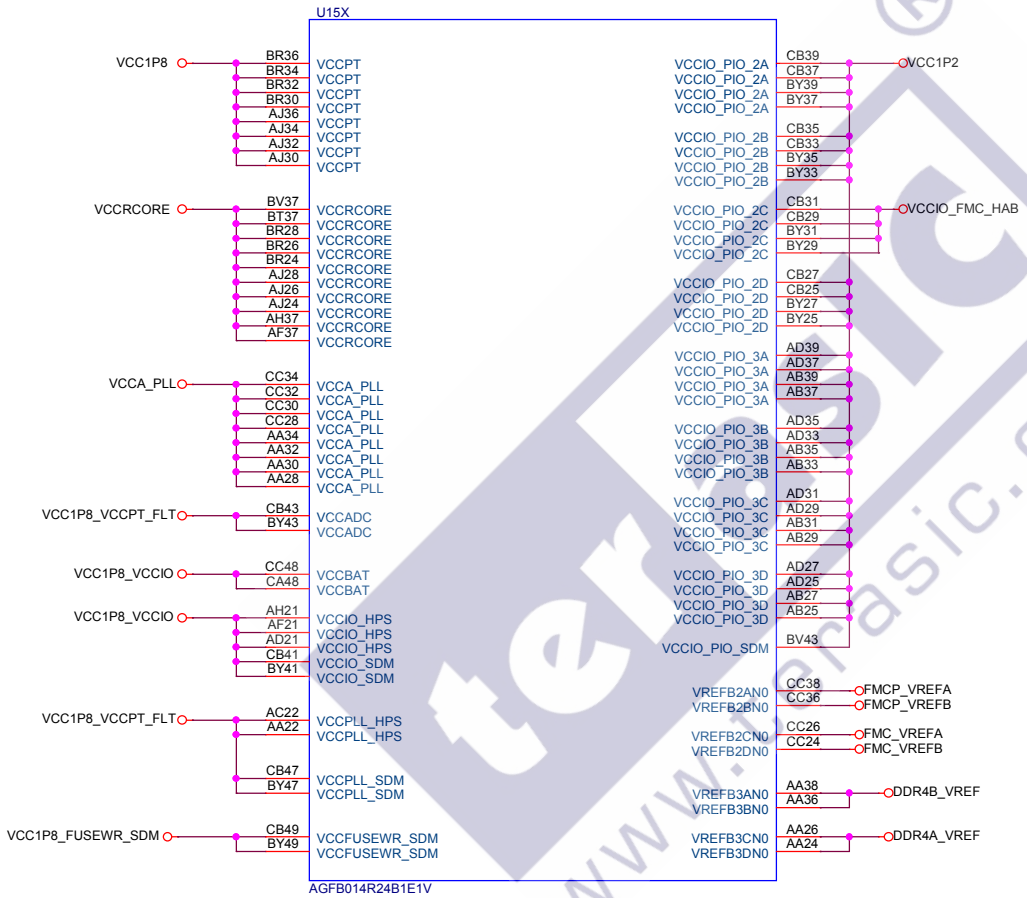 U15X
VCC1P8
BR36 VCCPT
BR34 VCCPT
BR32 VCCPT
BR30 VCCPT
AJ36 VCCPT
AJ34 VCCPT
AJ32 VCCPT
AJ30 VCCPT
VCCRCORE
BV37 VCCRCORE
BT37 VCCRCORE
BR28 VCCRCORE
BR26 VCCRCORE
BR24 VCCRCORE
AJ28 VCCRCORE
AJ26 VCCRCORE
AJ24 VCCRCORE
AH37 VCCRCORE
AF37 VCCRCORE
VCCA_PLL
CC34 VCCA_PLL
CC32 VCCA_PLL
CC30 VCCA_PLL
CC28 VCCA_PLL
AA34 VCCA_PLL
AA32 VCCA_PLL
AA30 VCCA_PLL
AA28 VCCA_PLL
VCC1P8_VCCPT_FLT
CB43 VCCADC
BY43 VCCADC
VCC1P8_VCCIO
CC48 VCCBAT
CA48 VCCBAT
VCC1P8_VCCIO
AH21 VCCIO_HPS
AF21 VCCIO_HPS
AD21 VCCIO_HPS
CB41 VCCIO_SDM
BY41 VCCIO_SDM
VCC1P8_VCCPT_FLT
AC22 VCCPLL_HPS
AA22 VCCPLL_HPS
CB47 VCCPLL_SDM
BY47 VCCPLL_SDM
VCC1P8_FUSEWR_SDM
CB49 VCCFUSEWR_SDM
BY49 VCCFUSEWR_SDM
VCCIO_PIO_2A CB39
VCCIO_PIO_2A CB37
VCCIO_PIO_2A BY39
VCCIO_PIO_2A BY37
VCC1P2
VCCIO_PIO_2B CB35
VCCIO_PIO_2B CB33
VCCIO_PIO_2B BY35
VCCIO_PIO_2B BY33
VCCIO_PIO_2C CB31
VCCIO_PIO_2C CB29
VCCIO_PIO_2C BY31
VCCIO_PIO_2C BY29
VCCIO_FMC_HAB
VCCIO_PIO_2D CB27
VCCIO_PIO_2D CB25
VCCIO_PIO_2D BY27
VCCIO_PIO_2D BY25
VCCIO_PIO_3A AD39
VCCIO_PIO_3A AD37
VCCIO_PIO_3A AB39
VCCIO_PIO_3A AB37
VCCIO_PIO_3B AD35
VCCIO_PIO_3B AD33
VCCIO_PIO_3B AB35
VCCIO_PIO_3B AB33
VCCIO_PIO_3C AD31
VCCIO_PIO_3C AD29
VCCIO_PIO_3C AB31
VCCIO_PIO_3C AB29
VCCIO_PIO_3D AD27
VCCIO_PIO_3D AD25
VCCIO_PIO_3D AB27
VCCIO_PIO_3D AB25
VCCIO_PIO_SDM BV43
VREFB2AN0 CC38 FMCP_VREFA
VREFB2BN0 CC36 FMCP_VREFB
VREFB2CN0 CC26 FMC_VREFA
VREFB2DN0 CC24 FMC_VREFB
VREFB3AN0 AA38 DDR4B_VREF
VREFB3BN0 AA36
VREFB3CN0 AA26 DDR4A_VREF
VREFB3DN0 AA24
AGFB014R24B1E1V
terasic
®
www.terasic.c